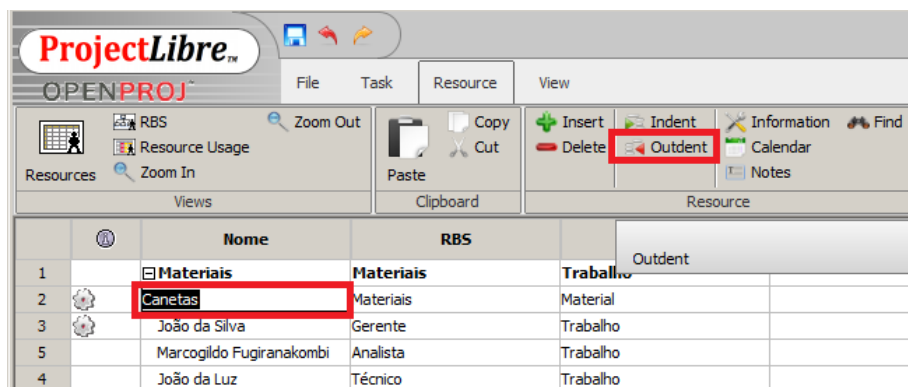 ProjectLibre TM
OPENPROJ
File Task Resource View
RBS Zoom Out Copy Insert Indent Information Find
Resource Usage Cut Delete Outdent Calendar
Resources Zoom In Paste Notes
Views Clipboard Resource
Nome RBS
Outdent
1 Materiais Materiais Trabalho
2 Canetas Materiais Material
3 João da Silva Gerente Trabalho
5 Marcogildo Fugiranakombi Analista Trabalho
4 João da Luz Técnico Trabalho